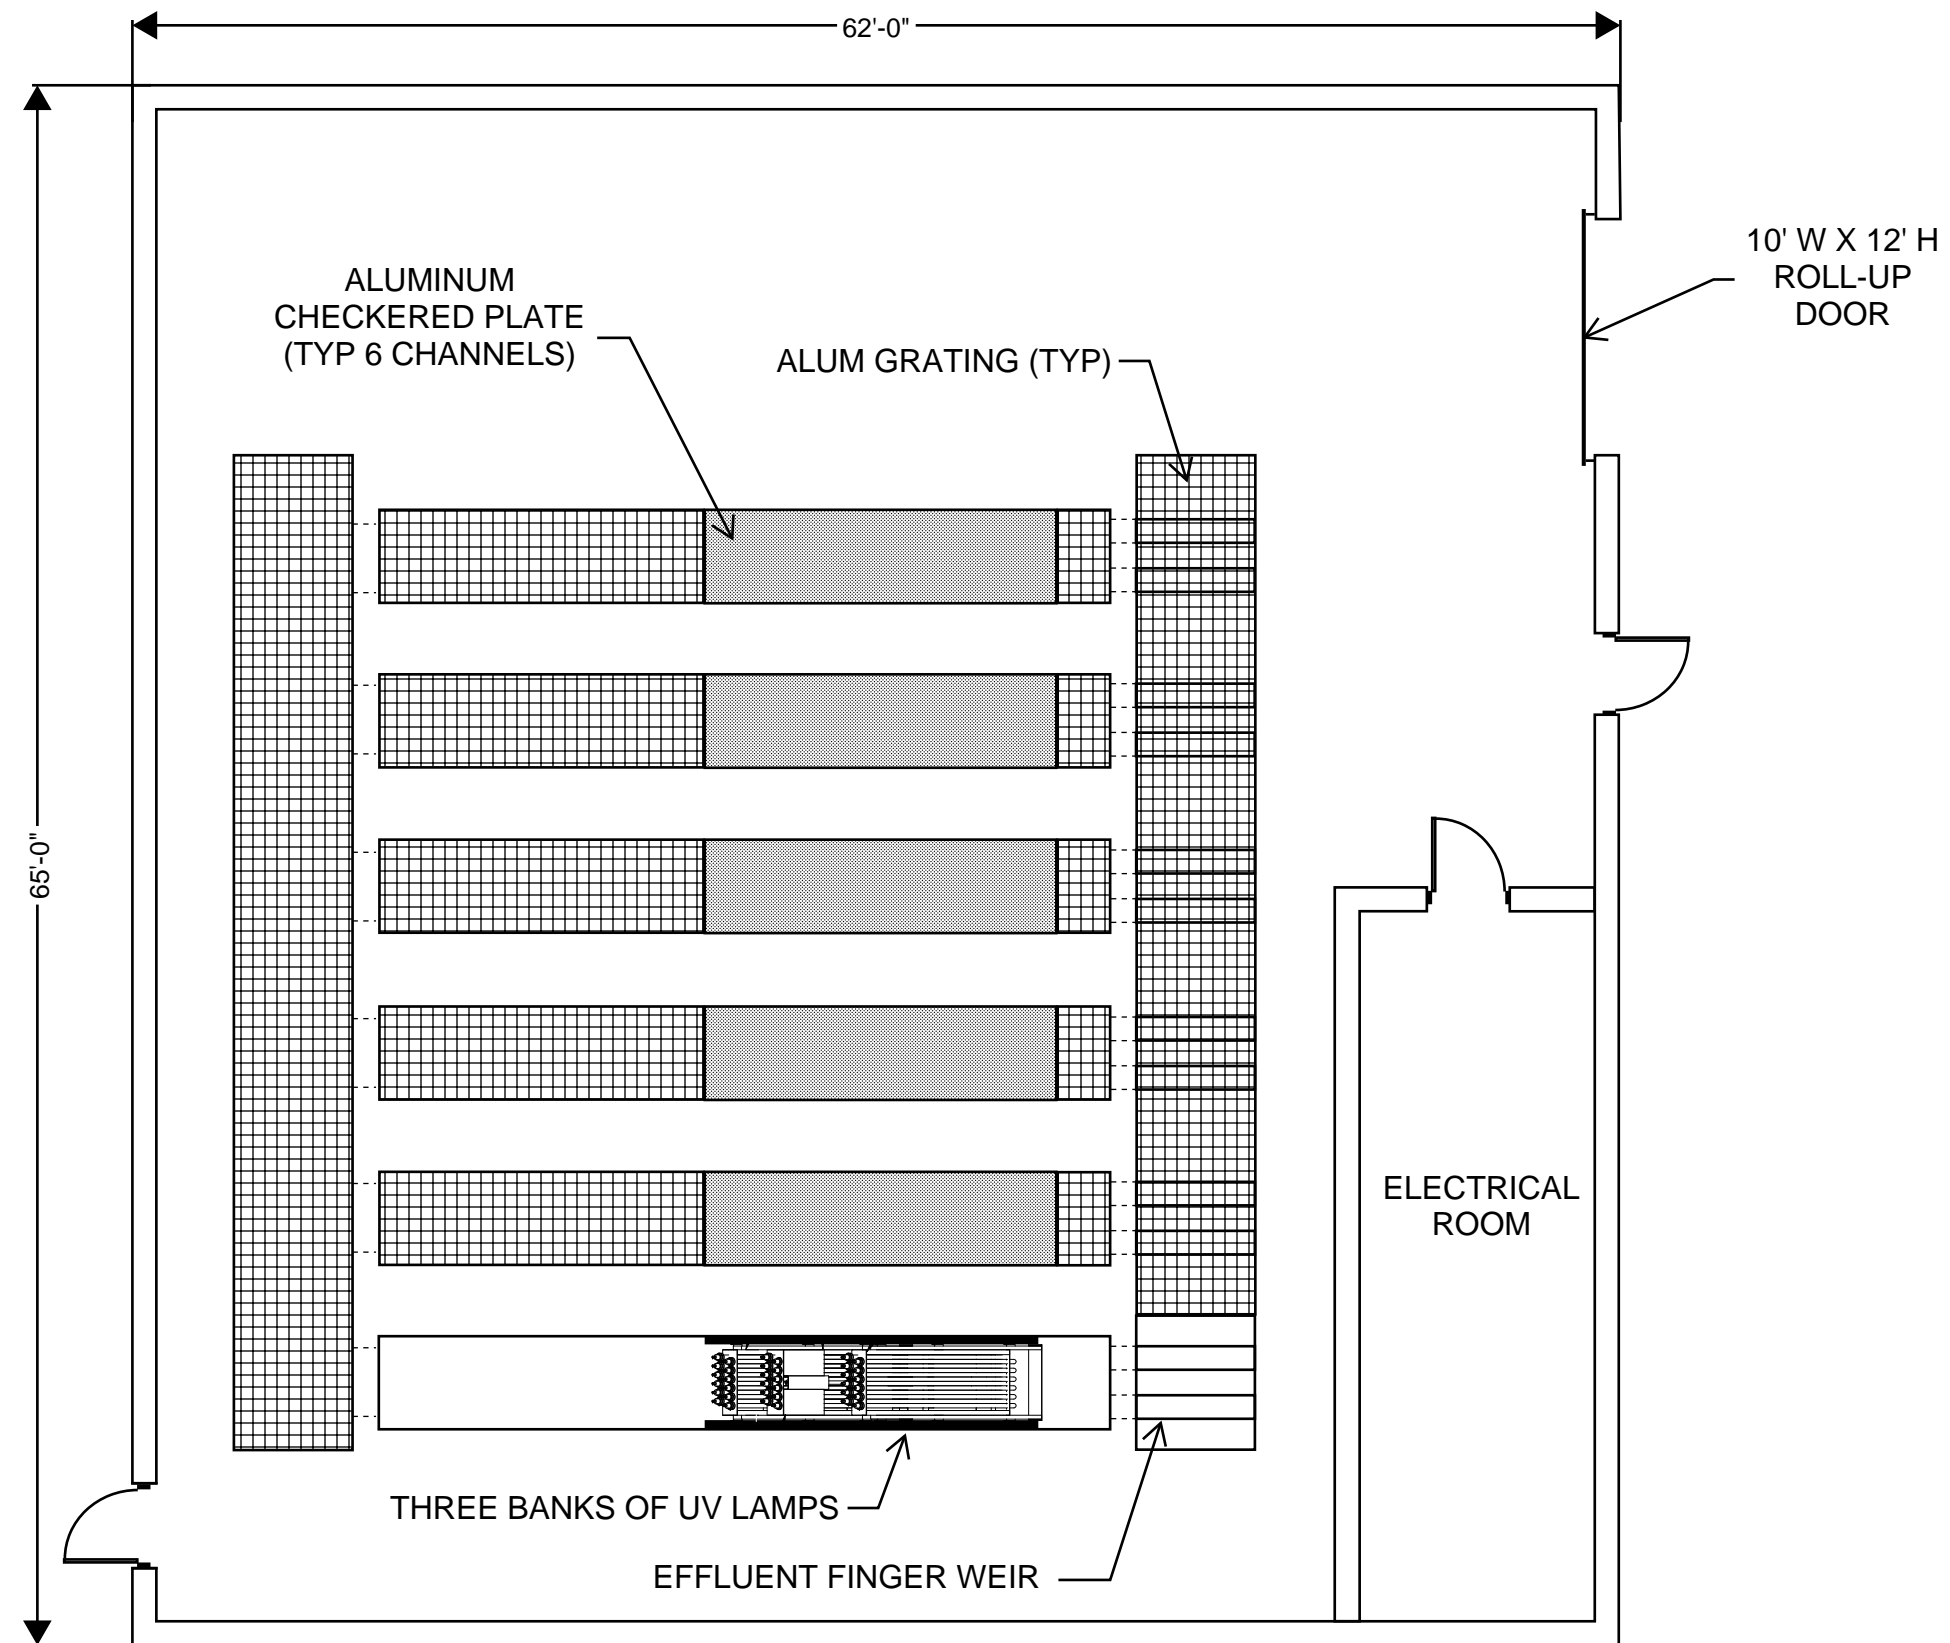 62'-0"
10' W X 12' H
ROLL-UP
DOOR
ALUMINUM
CHECKERED PLATE
(TYP 6 CHANNELS)
ALUM GRATING (TYP)
65'-0"
ELECTRICAL
ROOM
THREE BANKS OF UV LAMPS
EFFLUENT FINGER WEIR